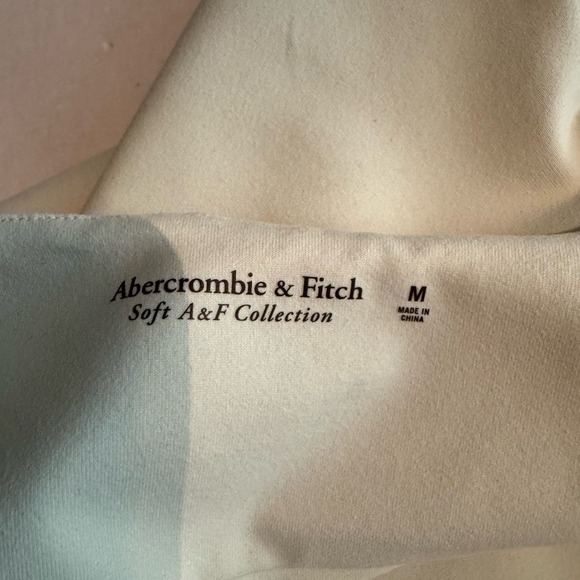 Abercrombie & Fitch
Soft A&F Collection
M
MADE IN
CHINA